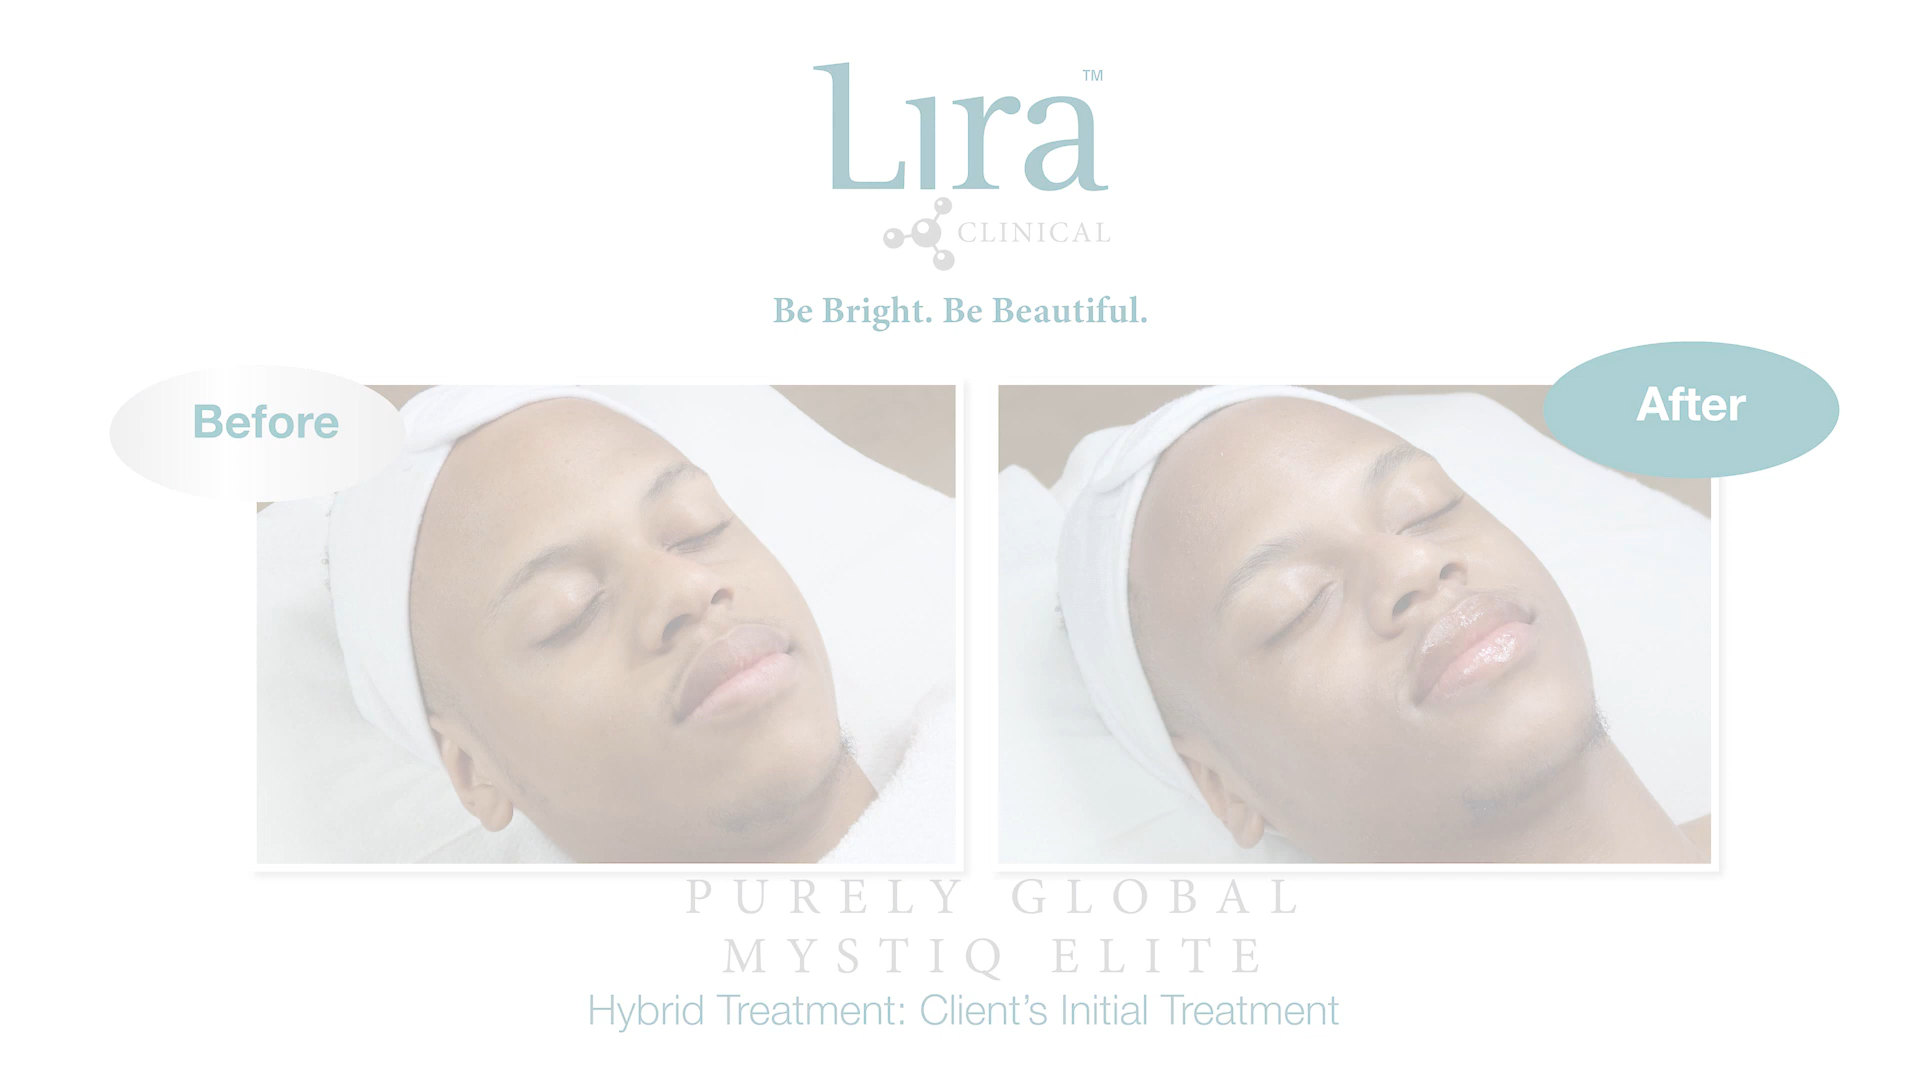 Lira™
CLINICAL
Be Bright. Be Beautiful.
Before
After
PURELY GLOBAL
MYSTIQ ELITE
Hybrid Treatment: Client’s Initial Treatment